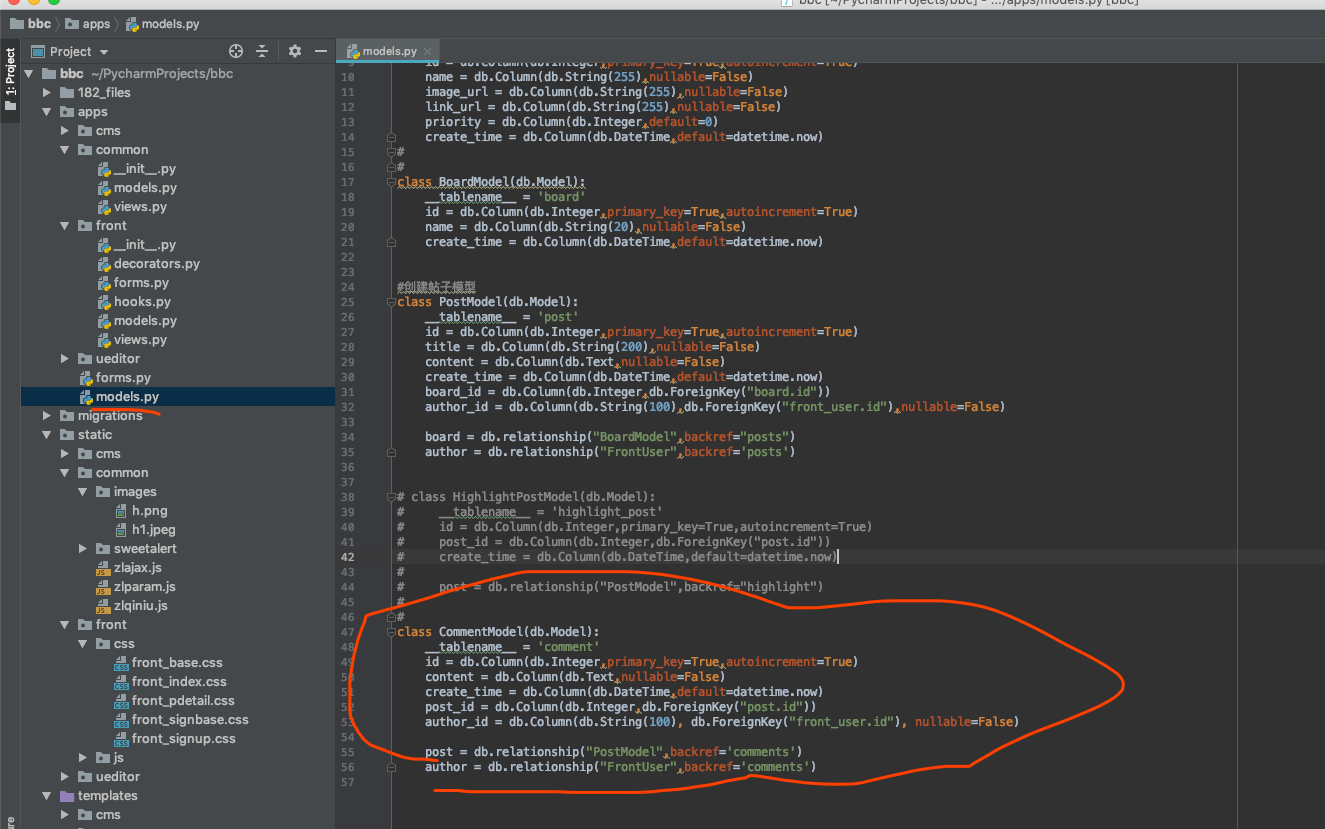 bbc [~/PycharmProjects/bbc] - .../apps/models.py [bbc]
bbc
apps
models.py
1: Project
Project
bbc ~/PycharmProjects/bbc
182_files
apps
cms
common
__init__.py
models.py
views.py
front
__init__.py
decorators.py
forms.py
hooks.py
models.py
views.py
ueditor
forms.py
models.py
migrations
static
cms
common
images
h.png
h1.jpeg
sweetalert
zlajax.js
zlparam.js
zlqiniu.js
front
css
front_base.css
front_index.css
front_pdetail.css
front_signbase.css
front_signup.css
js
ueditor
templates
cms
models.py
9 id = db.Column(db.Integer,primary_key=True,autoincrement=True)
10 name = db.Column(db.String(255),nullable=False)
11 image_url = db.Column(db.String(255),nullable=False)
12 link_url = db.Column(db.String(255),nullable=False)
13 priority = db.Column(db.Integer,default=0)
14 create_time = db.Column(db.DateTime,default=datetime.now)
15 #
16 #
17 class BoardModel(db.Model):
18 __tablename__ = 'board'
19 id = db.Column(db.Integer,primary_key=True,autoincrement=True)
20 name = db.Column(db.String(20),nullable=False)
21 create_time = db.Column(db.DateTime,default=datetime.now)
22
23
24 #创建帖子模型
25 class PostModel(db.Model):
26 __tablename__ = 'post'
27 id = db.Column(db.Integer,primary_key=True,autoincrement=True)
28 title = db.Column(db.String(200),nullable=False)
29 content = db.Column(db.Text,nullable=False)
30 create_time = db.Column(db.DateTime,default=datetime.now)
31 board_id = db.Column(db.Integer,db.ForeignKey("board.id"))
32 author_id = db.Column(db.String(100),db.ForeignKey("front_user.id"),nullable=False)
33
34 board = db.relationship("BoardModel",backref="posts")
35 author = db.relationship("FrontUser",backref='posts')
36
37
38 # class HighlightPostModel(db.Model):
39 # __tablename__ = 'highlight_post'
40 # id = db.Column(db.Integer,primary_key=True,autoincrement=True)
41 # post_id = db.Column(db.Integer,db.ForeignKey("post.id"))
42 # create_time = db.Column(db.DateTime,default=datetime.now)
43 #
44 # post = db.relationship("PostModel",backref="highlight")
45 #
46 #
47 class CommentModel(db.Model):
48 __tablename__ = 'comment'
49 id = db.Column(db.Integer,primary_key=True,autoincrement=True)
50 content = db.Column(db.Text,nullable=False)
51 create_time = db.Column(db.DateTime,default=datetime.now)
52 post_id = db.Column(db.Integer,db.ForeignKey("post.id"))
53 author_id = db.Column(db.String(100), db.ForeignKey("front_user.id"), nullable=False)
54
55 post = db.relationship("PostModel",backref='comments')
56 author = db.relationship("FrontUser",backref='comments')
57